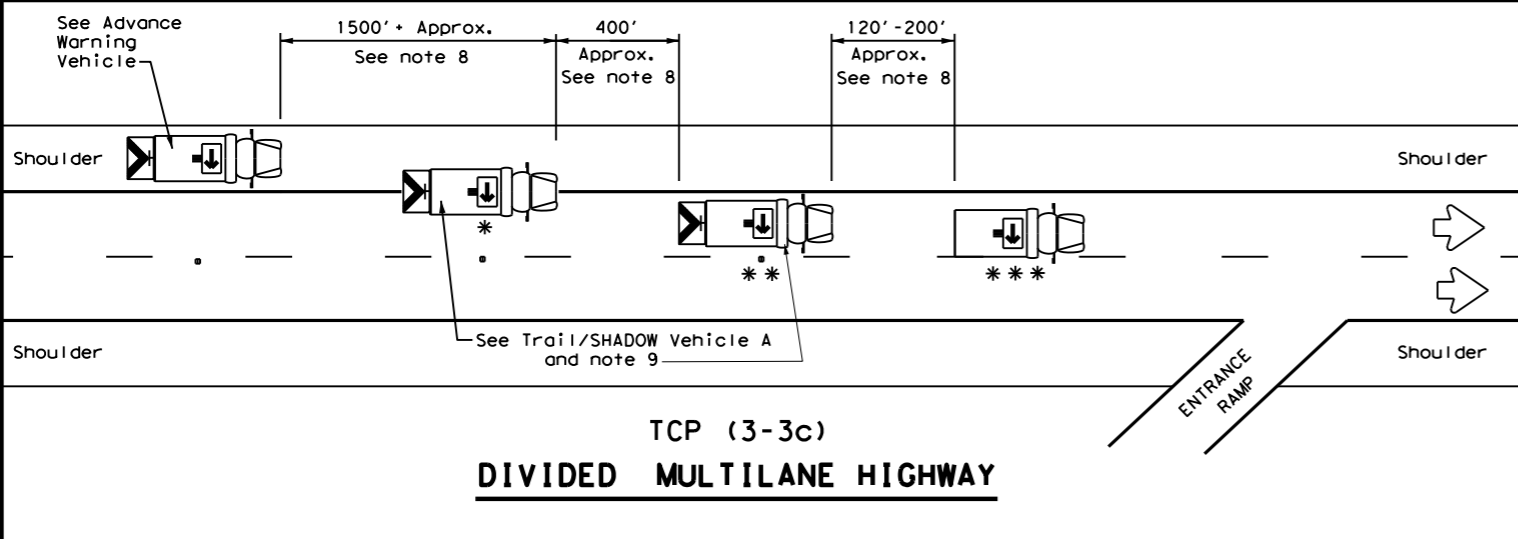 See Advance
Warning
Vehicle
1500'+ Approx.
See note 8
400'
Approx.
See note 8
120'-200'
Approx.
See note 8
Shoulder
Shoulder
*
**
***
See Trail/SHADOW Vehicle A
and note 9
Shoulder
Shoulder
ENTRANCE
RAMP
TCP (3-3c)
DIVIDED MULTILANE HIGHWAY